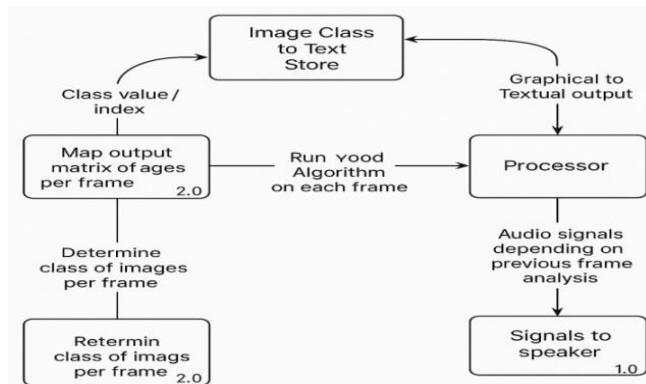 Image Class
to Text
Store
Class value /
index
Graphical to
Textual output
Map output
matrix of ages
per frame
2.0
Run Yood
Algorithm
on each frame
Processor
Determine
class of images
per frame
Audio signals
depending on
previous frame
analysis
Retermin
class of imags
per frame
2.0
Signals to
speaker
1.0